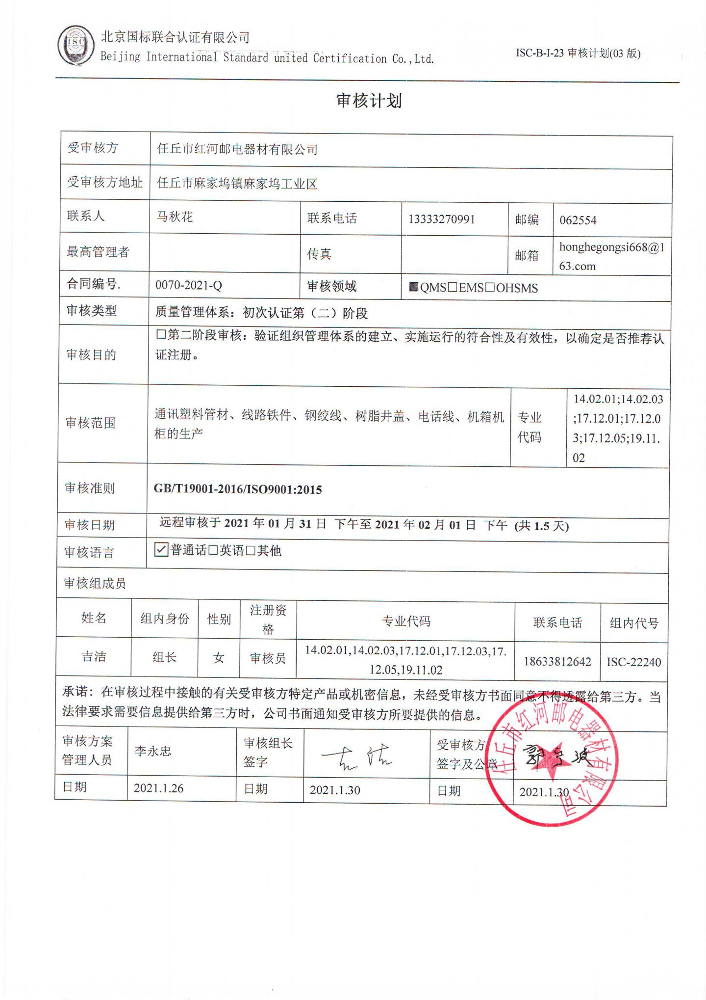 ISC
北京国标联合认证有限公司
Beijing International Standard united Certification Co.,Ltd.
ISC-B-I-23 审核计划(03 版)
审核计划
受审核方 任丘市红河邮电器材有限公司
受审核方地址 任丘市麻家坞镇麻家坞工业区
联系人 马秋花 联系电话 13333270991 邮编 062554
最高管理者 传真 邮箱 honghegongsi668@1
63.com
合同编号. 0070-2021-Q 审核领域 ■QMS□EMS□OHSMS
审核类型 质量管理体系：初次认证第（二）阶段
审核目的 □第二阶段审核：验证组织管理体系的建立、实施运行的符合性及有效性，以确定是否推荐认
证注册。
审核范围 通讯塑料管材、线路铁件、钢绞线、树脂井盖、电话线、机箱机
柜的生产
专业
代码
14.02.01;14.02.03
;17.12.01;17.12.0
3;17.12.05;19.11.
02
审核准则 GB/T19001-2016/ISO9001:2015
审核日期 远程审核于 2021 年 01 月 31 日 下午至 2021 年 02 月 01 日 下午 (共 1.5 天)
审核语言 ☑普通话□英语□其他
审核组成员
姓名 组内身份 性别 注册资
格 专业代码 联系电话 组内代号
吉洁 组长 女 审核员 14.02.01,14.02.03,17.12.01,17.12.03,17.
12.05,19.11.02 18633812642 ISC-22240
承诺：在审核过程中接触的有关受审核方特定产品或机密信息，未经受审核方书面同意不得透露给第三方。当
法律要求需要信息提供给第三方时，公司书面通知受审核方所要提供的信息。
审核方案
管理人员 李永忠 审核组长
签字 吉洁 受审核方
签字及公章
任丘市红河邮电器材有限公司
日期 2021.1.26 日期 2021.1.30 日期 2021.1.30